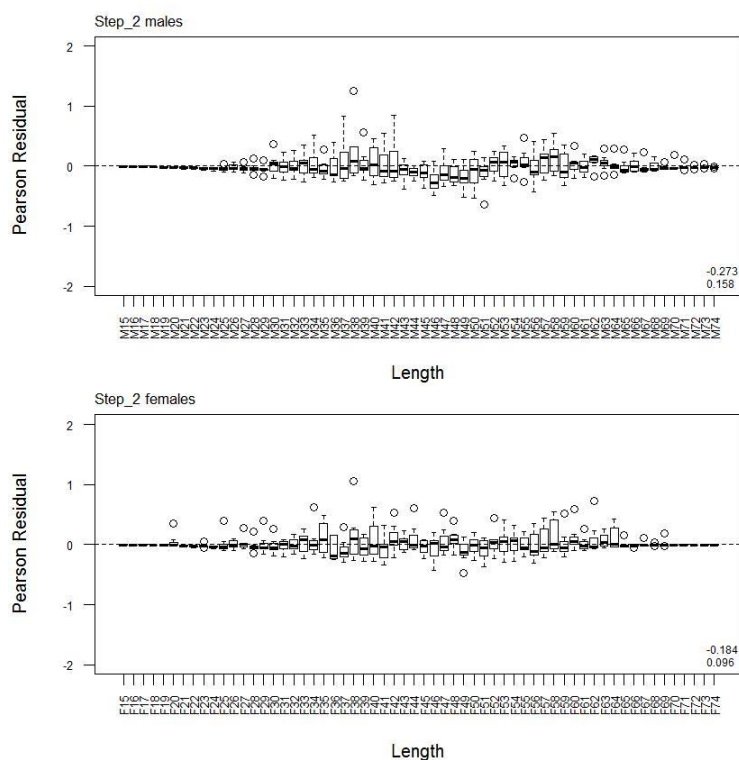 Step_2 males
2
1
0
-1
-2
Pearson Residual
-0.273
0.158
M15 M16 M17 M18 M19 M20 M21 M22 M23 M24 M25 M26 M27 M28 M29 M30 M31 M32 M33 M34 M35 M36 M37 M38 M39 M40 M41 M42 M43 M44 M45 M46 M47 M48 M49 M50 M51 M52 M53 M54 M55 M56 M57 M58 M59 M60 M61 M62 M63 M64 M65 M66 M67 M68 M69 M70 M71 M72 M73 M74
Length
Step_2 females
2
1
0
-1
-2
Pearson Residual
-0.184
0.096
F15 F16 F17 F18 F19 F20 F21 F22 F23 F24 F25 F26 F27 F28 F29 F30 F31 F32 F33 F34 F35 F36 F37 F38 F39 F40 F41 F42 F43 F44 F45 F46 F47 F48 F49 F50 F51 F52 F53 F54 F55 F56 F57 F58 F59 F60 F61 F62 F63 F64 F65 F66 F67 F68 F69 F70 F71 F72 F73 F74
Length